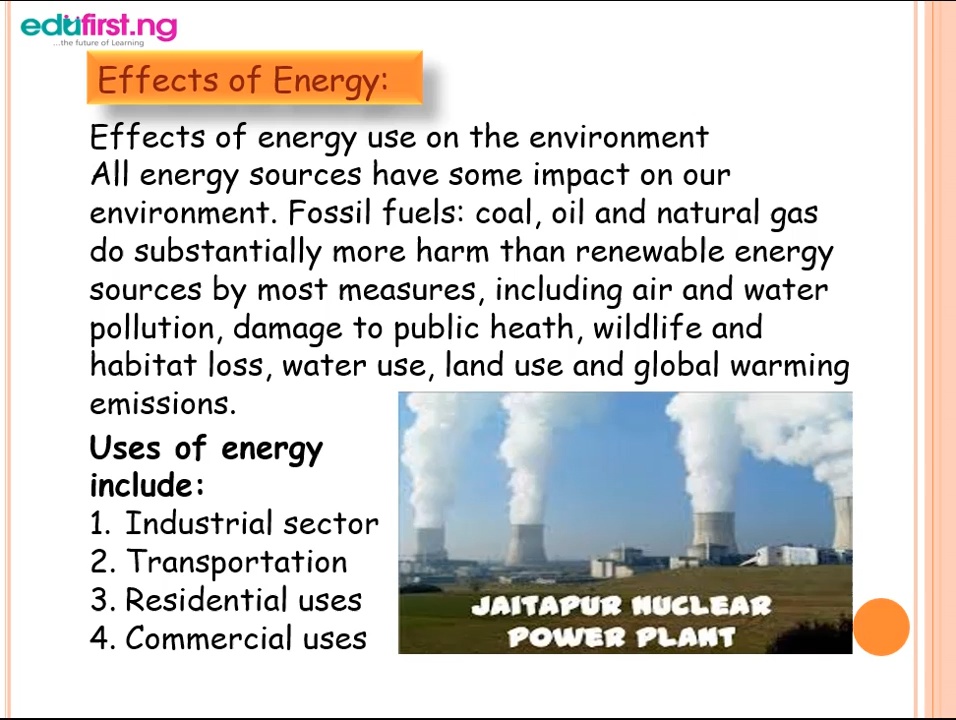 edufirst.ng
...the future of Learning
Effects of Energy:
Effects of energy use on the environment
All energy sources have some impact on our
environment. Fossil fuels: coal, oil and natural gas
do substantially more harm than renewable energy
sources by most measures, including air and water
pollution, damage to public heath, wildlife and
habitat loss, water use, land use and global warming
emissions.
Uses of energy
include:
1. Industrial sector
2. Transportation
3. Residential uses
4. Commercial uses
JAITAPUR NUCLEAR
POWER PLANT